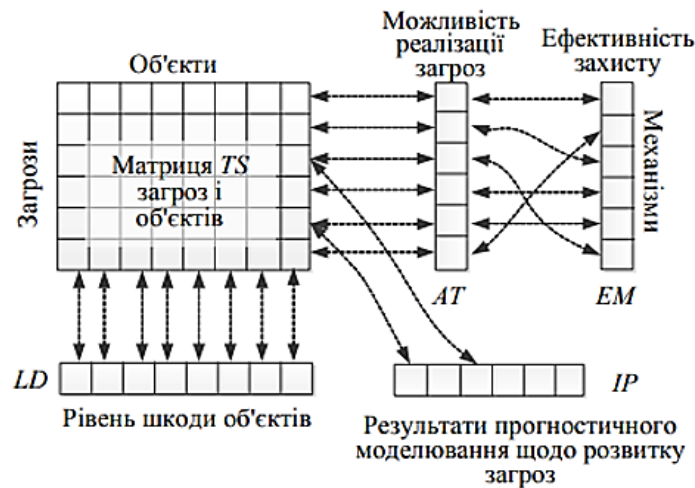 Об'єкти
Можливість
реалізації
загроз
Ефективність
захисту
Загрози
Матриця TS
загроз і
об'єктів
Механізми
AT
EM
LD
IP
Рівень шкоди об'єктів
Результати прогностичного
моделювання щодо розвитку
загроз